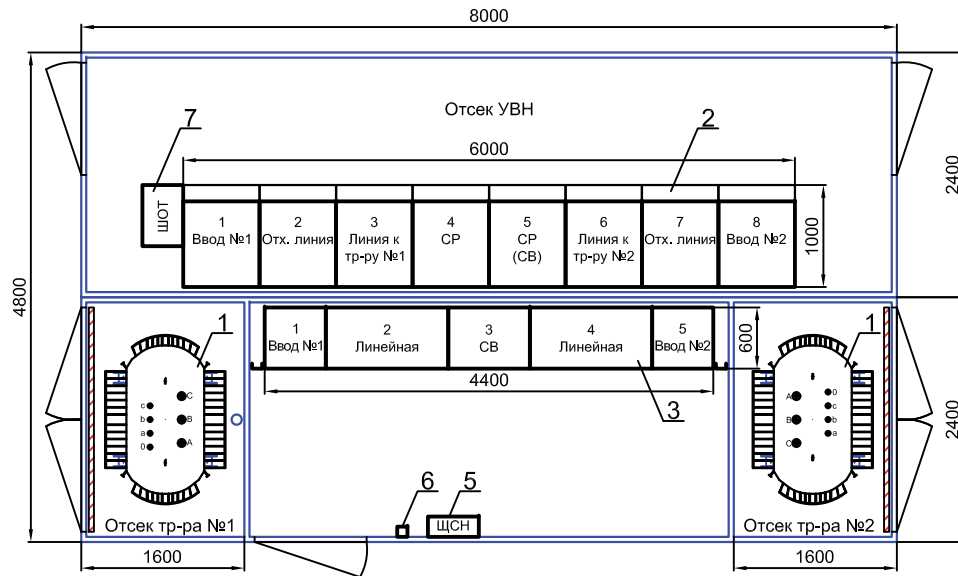 8000
Отсек УВН
7
2
6000
ШОТ
1
Ввод №1
2
Отх. линия
3
Линия к
тр-ру №1
4
СР
5
СР
(СВ)
6
Линия к
тр-ру №2
7
Отх. линия
8
Ввод №2
1000
2400
4800
1
1
Ввод №1
2
Линейная
3
СВ
4
Линейная
5
Ввод №2
600
1
4400
3
2400
c
b
a
0
C
B
A
A
B
C
0
c
b
a
6
5
ЩСН
Отсек тр-ра №1
Отсек тр-ра №2
1600
1600